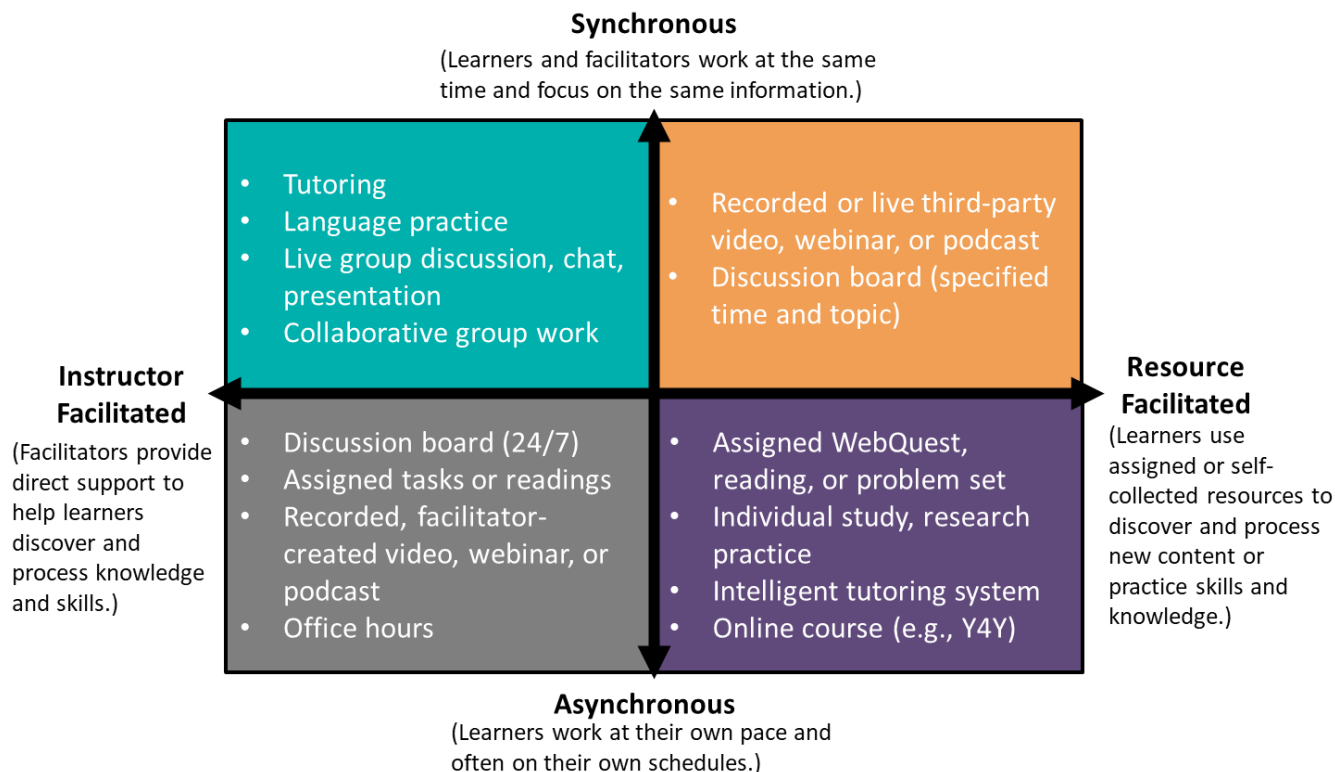 Synchronous
(Learners and facilitators work at the same
time and focus on the same information.)
• Tutoring
• Language practice
• Live group discussion, chat,
presentation
• Collaborative group work
• Recorded or live third-party
video, webinar, or podcast
• Discussion board (specified
time and topic)
Instructor
Facilitated
(Facilitators provide
direct support to
help learners
discover and
process knowledge
and skills.)
Resource
Facilitated
(Learners use
assigned or self-
collected resources to
discover and process
new content or
practice skills and
knowledge.)
• Discussion board (24/7)
• Assigned tasks or readings
• Recorded, facilitator-
created video, webinar, or
podcast
• Office hours
• Assigned WebQuest,
reading, or problem set
• Individual study, research
practice
• Intelligent tutoring system
• Online course (e.g., Y4Y)
Asynchronous
(Learners work at their own pace and
often on their own schedules.)